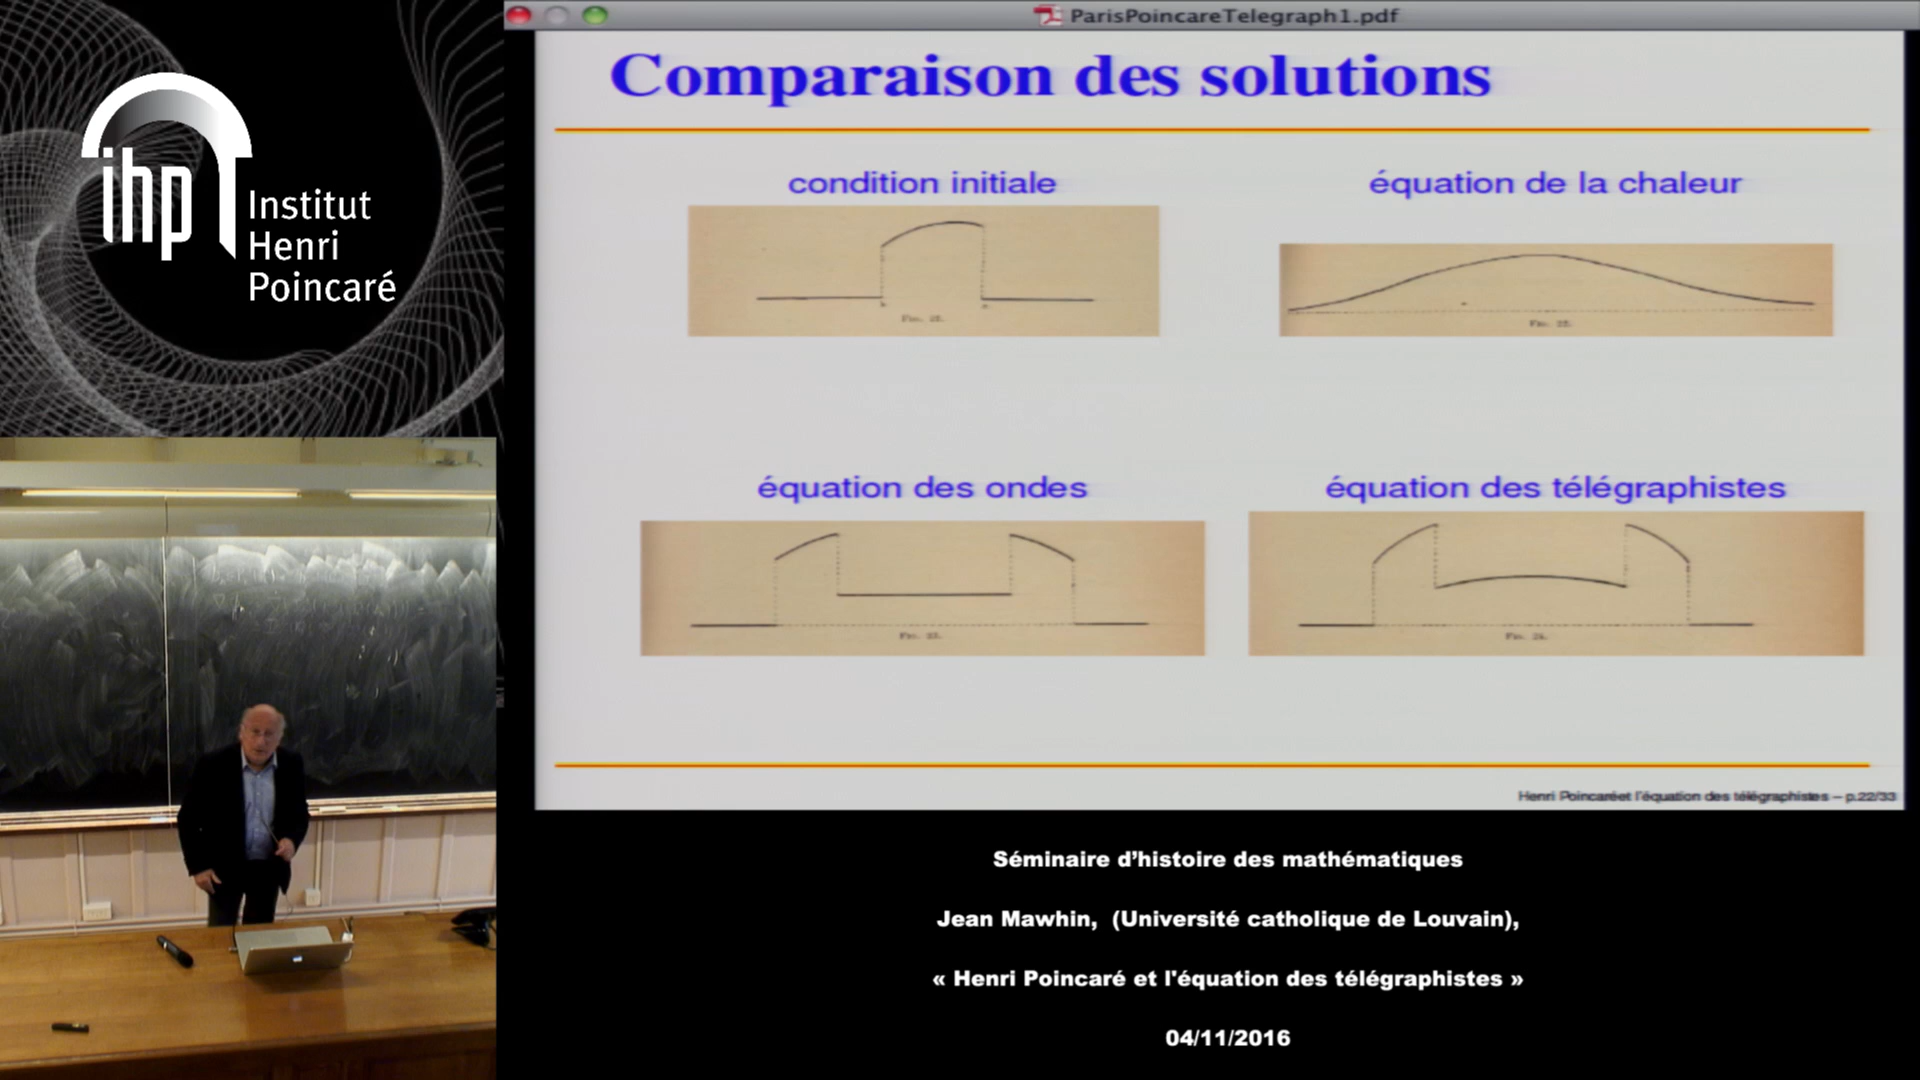 ihp
Institut
Henri
Poincaré
ParisPoincareTelegraph1.pdf
Comparaison des solutions
condition initiale
équation de la chaleur
équation des ondes
équation des télégraphistes
Henri Poincaréet l'équation des télégraphistes – p.22/33
Séminaire d’histoire des mathématiques
Jean Mawhin, (Université catholique de Louvain),
« Henri Poincaré et l'équation des télégraphistes »
04/11/2016